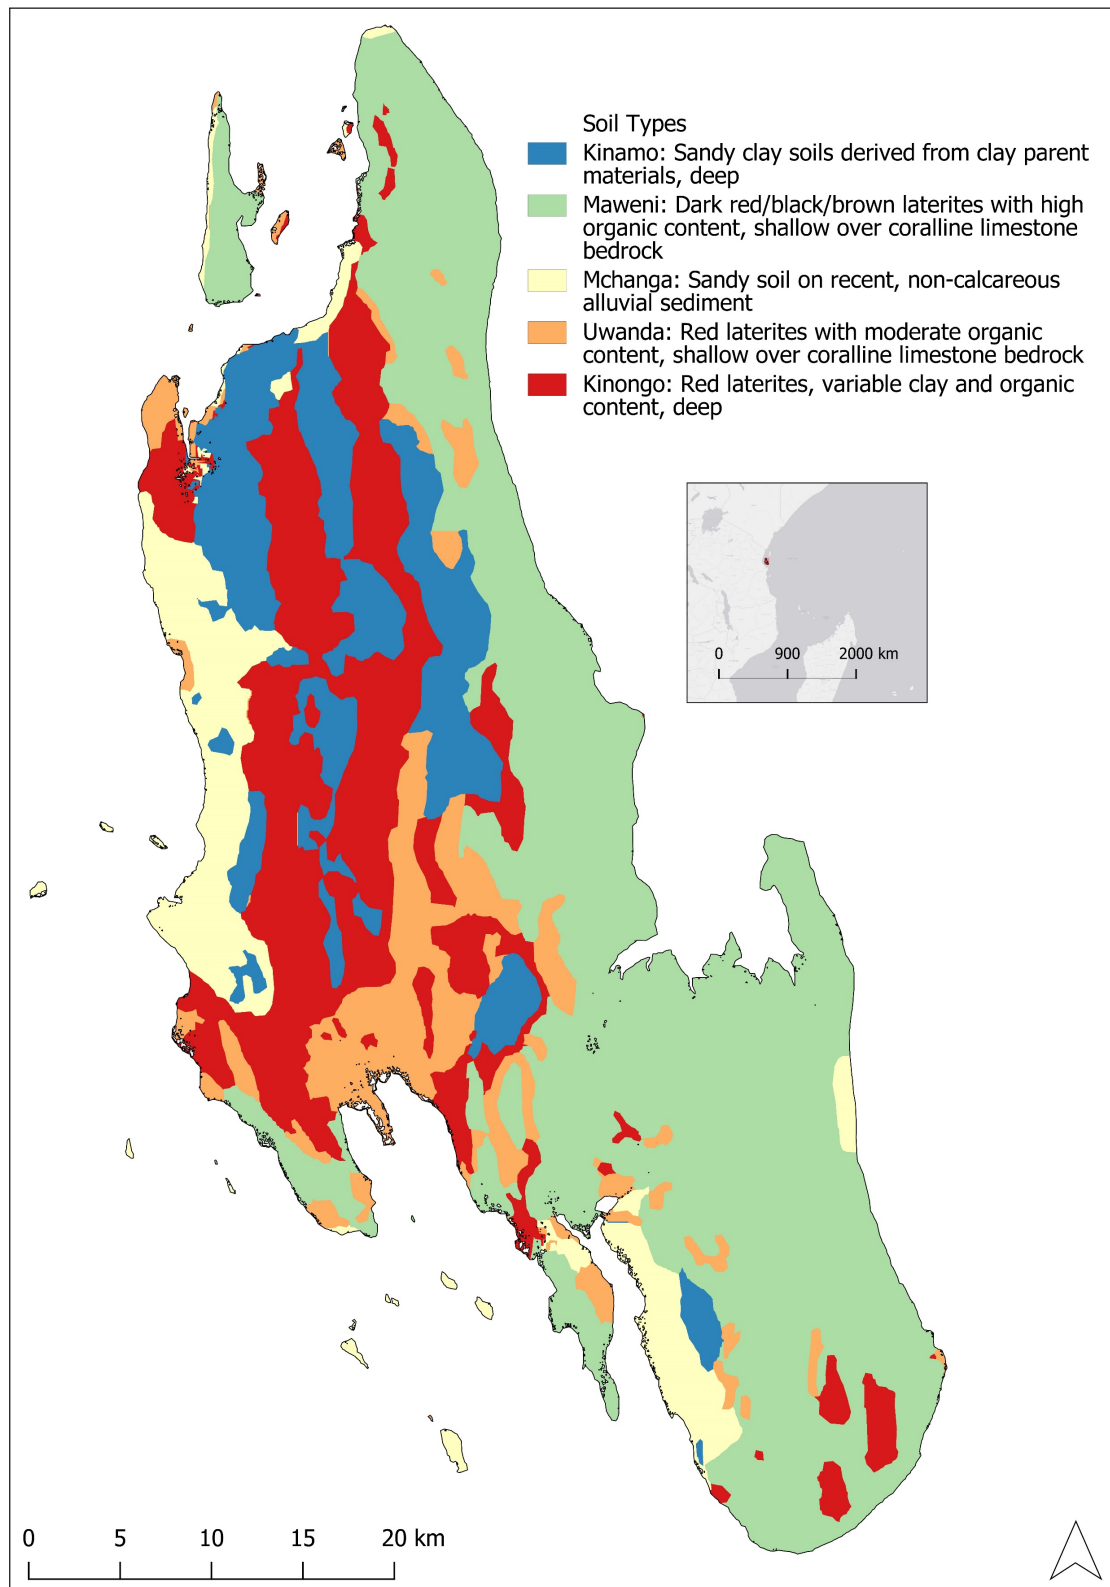 Soil Types
Kinamo: Sandy clay soils derived from clay parent
materials, deep
Maweni: Dark red/black/brown laterites with high
organic content, shallow over coralline limestone
bedrock
Mchanga: Sandy soil on recent, non-calcareous
alluvial sediment
Uwanda: Red laterites with moderate organic
content, shallow over coralline limestone bedrock
Kinongo: Red laterites, variable clay and organic
content, deep
0 900 2000 km
0 5 10 15 20 km